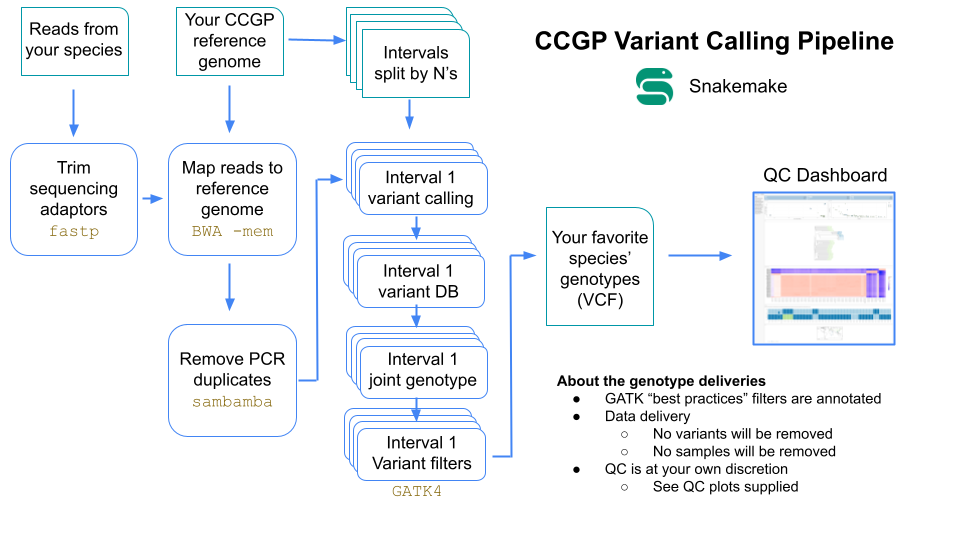 Reads from
your species
Your CCGP
reference
genome
Intervals
split by N's
CCGP Variant Calling Pipeline
Snakemake
Trim
sequencing
adaptors
fastp
Map reads to
reference
genome
BWA -mem
Remove PCR
duplicates
sambamba
Interval 1
variant calling
Interval 1
variant DB
Interval 1
joint genotype
Interval 1
Variant filters
GATK4
Your favorite
species’
genotypes
(VCF)
QC Dashboard
About the genotype deliveries
● GATK “best practices” filters are annotated
● Data delivery
○ No variants will be removed
○ No samples will be removed
● QC is at your own discretion
○ See QC plots supplied